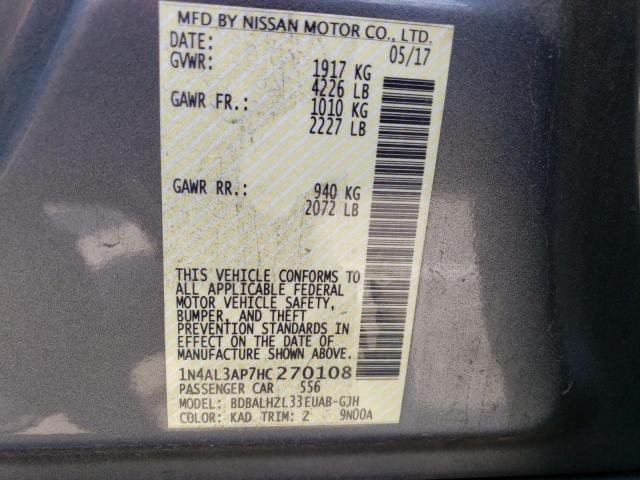 MFD BY NISSAN MOTOR CO., LTD.
DATE: 05/17
GVWR: 1917 KG
4226 LB
GAWR FR.: 1010 KG
2227 LB
GAWR RR.: 940 KG
2072 LB
THIS VEHICLE CONFORMS TO
ALL APPLICABLE FEDERAL
MOTOR VEHICLE SAFETY,
BUMPER, AND THEFT
PREVENTION STANDARDS IN
EFFECT ON THE DATE OF
MANUFACTURE SHOWN ABOVE.
1N4AL3AP7HC270108
PASSENGER CAR 556
MODEL: BDBALHZL33EUAB-GJH
COLOR: KAD TRIM: Z 9N00A